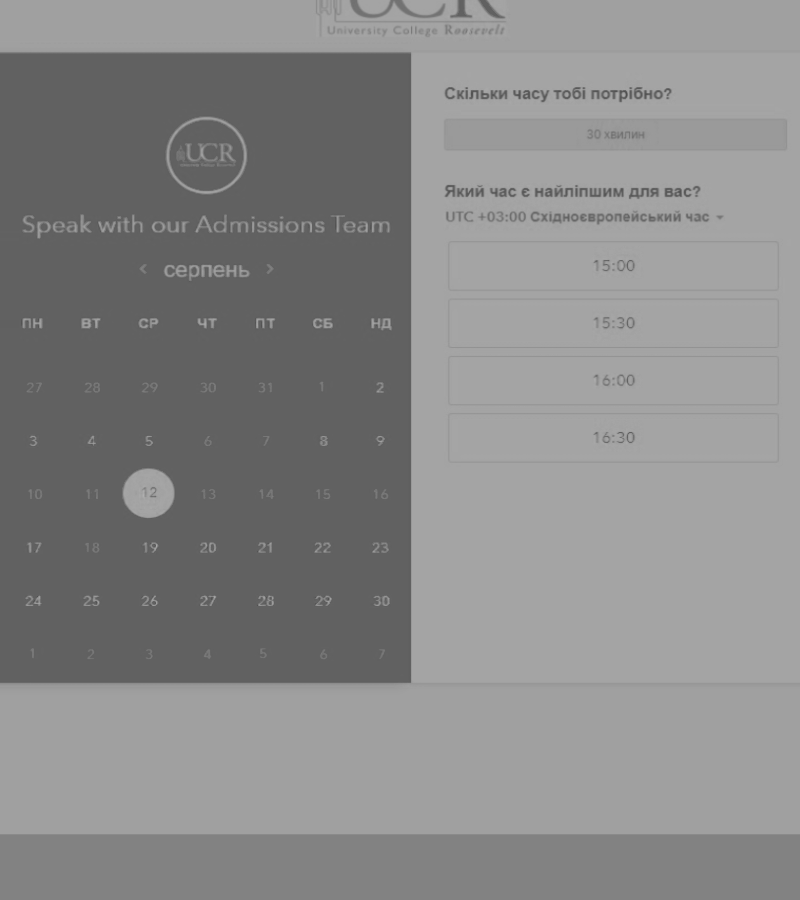 UCR
University College Roosevelt
UCR
Speak with our Admissions Team
< серпень >
ПН ВТ СР ЧТ ПТ СБ НД
27 28 29 30 31 1 2
3 4 5 6 7 8 9
10 11 12 13 14 15 16
17 18 19 20 21 22 23
24 25 26 27 28 29 30
1 2 3 4 5 6 7
Скільки часу тобі потрібно?
30 хвилин
Який час є найліпшим для вас?
UTC +03:00 Східноєвропейський час
15:00
15:30
16:00
16:30